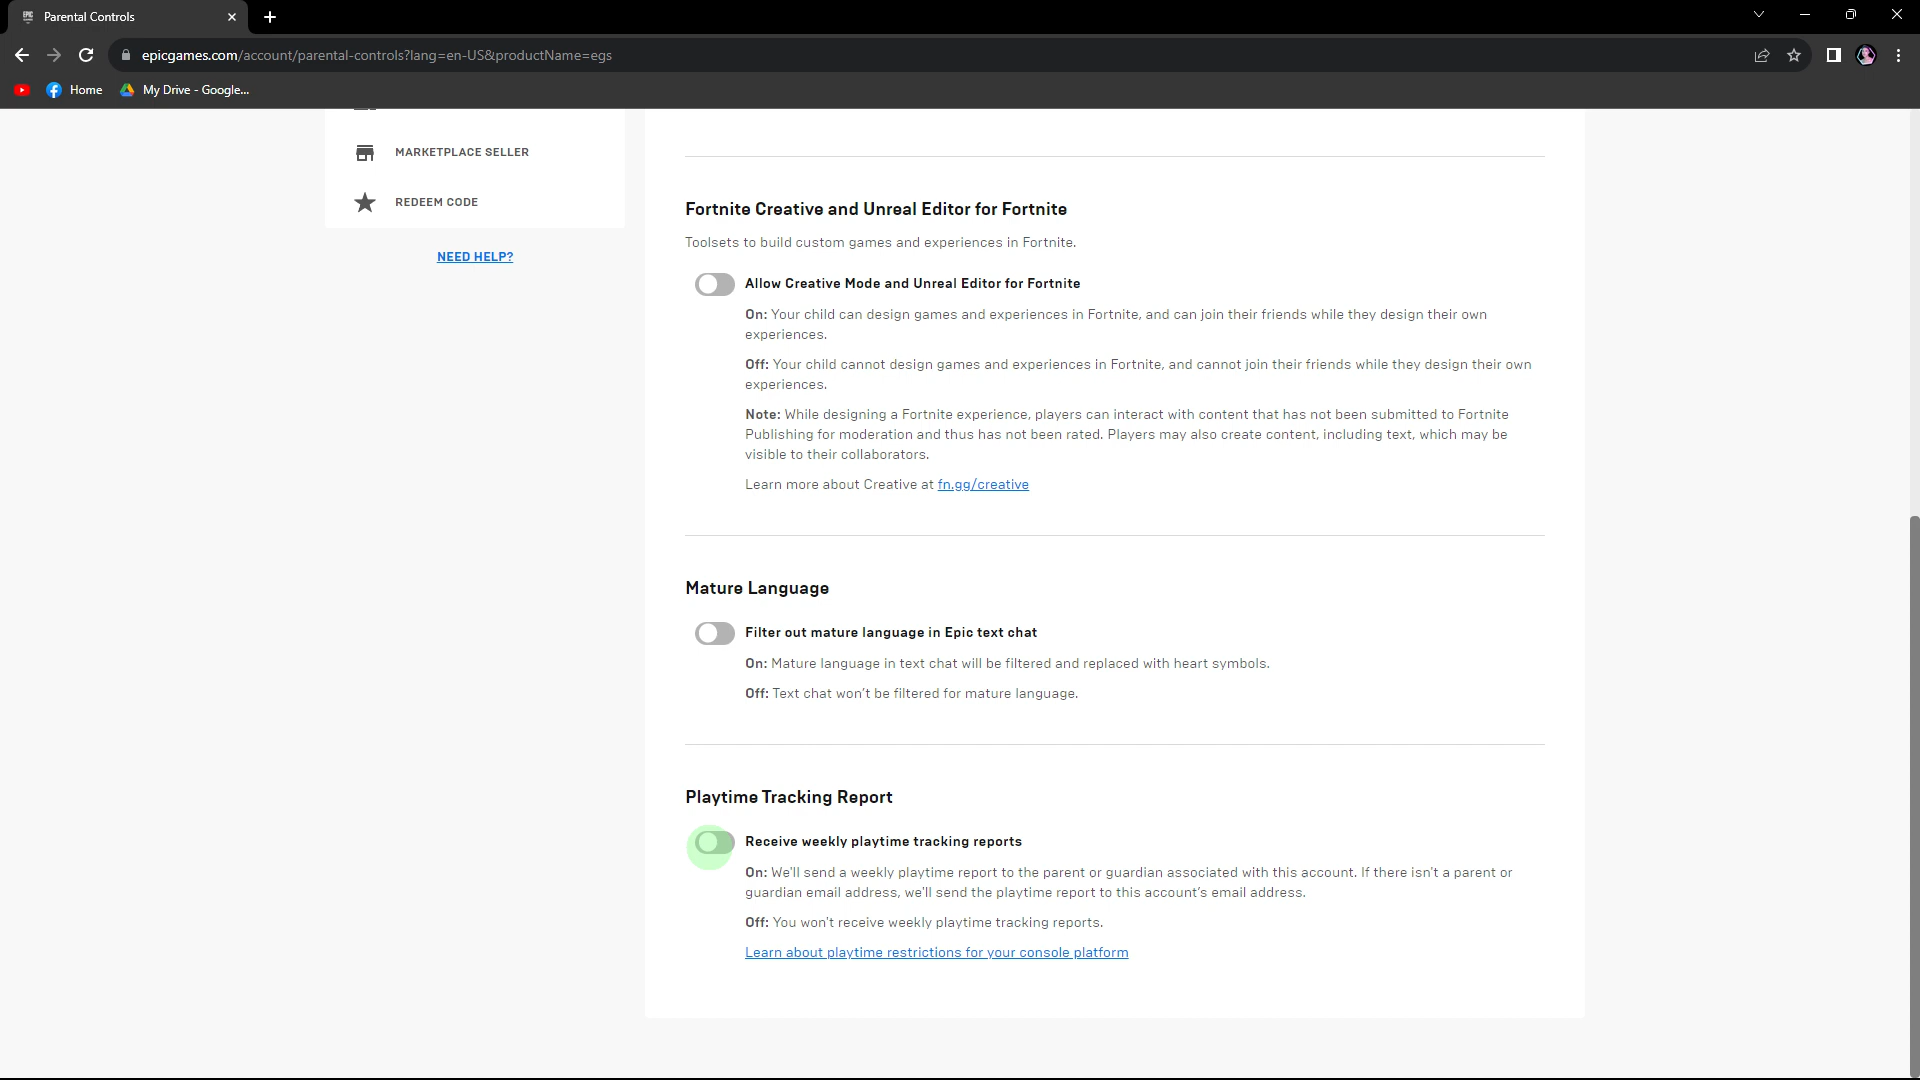 Parental Controls
epicgames.com/account/parental-controls?lang=en-US&productName=egs
Home
My Drive - Google...
MARKETPLACE SELLER
REDEEM CODE
NEED HELP?
Fortnite Creative and Unreal Editor for Fortnite
Toolsets to build custom games and experiences in Fortnite.
Allow Creative Mode and Unreal Editor for Fortnite
On: Your child can design games and experiences in Fortnite, and can join their friends while they design their own
experiences.
Off: Your child cannot design games and experiences in Fortnite, and cannot join their friends while they design their own
experiences.
Note: While designing a Fortnite experience, players can interact with content that has not been submitted to Fortnite
Publishing for moderation and thus has not been rated. Players may also create content, including text, which may be
visible to their collaborators.
Learn more about Creative at fn.gg/creative
Mature Language
Filter out mature language in Epic text chat
On: Mature language in text chat will be filtered and replaced with heart symbols.
Off: Text chat won't be filtered for mature language.
Playtime Tracking Report
Receive weekly playtime tracking reports
On: We'll send a weekly playtime report to the parent or guardian associated with this account. If there isn't a parent or
guardian email address, we'll send the playtime report to this account's email address.
Off: You won't receive weekly playtime tracking reports.
Learn about playtime restrictions for your console platform